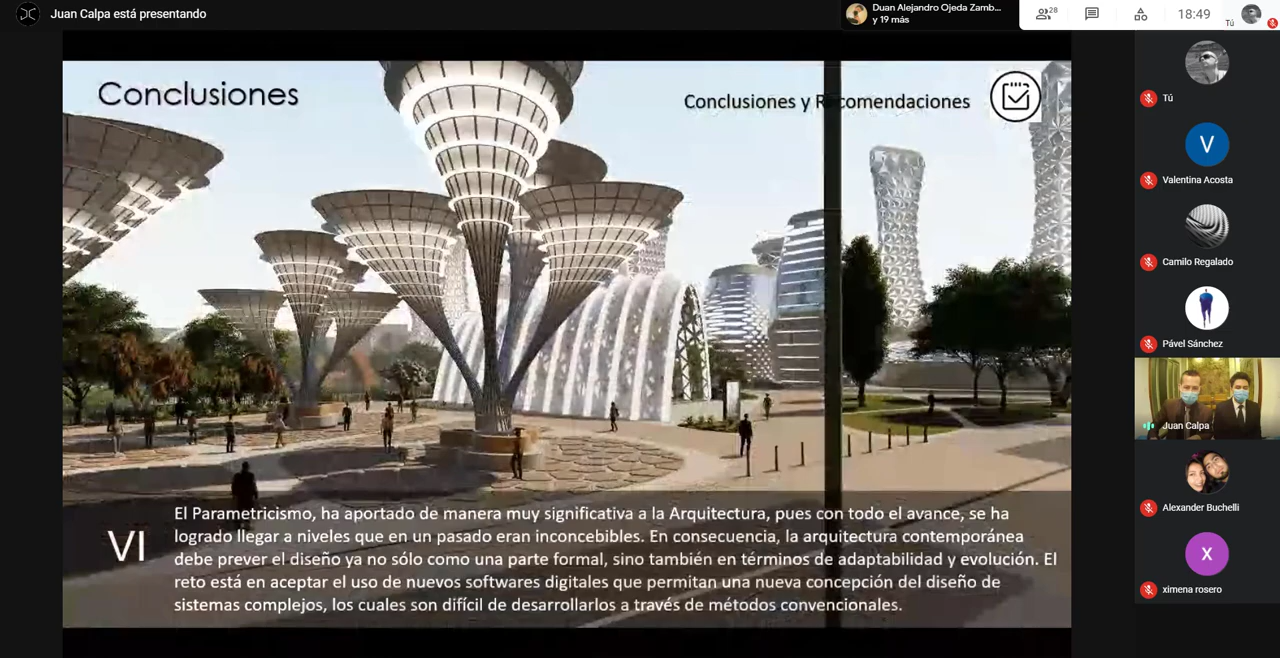 Juan Calpa está presentando
Duan Alejandro Ojeda Zamb...
y 19 más
28
18:49
Tú
Conclusiones
Conclusiones y Recomendaciones
Tú
V
Valentina Acosta
Camilo Regalado
Pável Sánchez
Juan Calpa
Alexander Buchelli
X
ximena rosero
VI
El Parametricismo, ha aportado de manera muy significativa a la Arquitectura, pues con todo el avance, se ha
logrado llegar a niveles que en un pasado eran inconcebibles. En consecuencia, la arquitectura contemporánea
debe prever el diseño ya no sólo como una parte formal, sino también en términos de adaptabilidad y evolución. El
reto está en aceptar el uso de nuevos softwares digitales que permitan una nueva concepción del diseño de
sistemas complejos, los cuales son difícil de desarrollarlos a través de métodos convencionales.